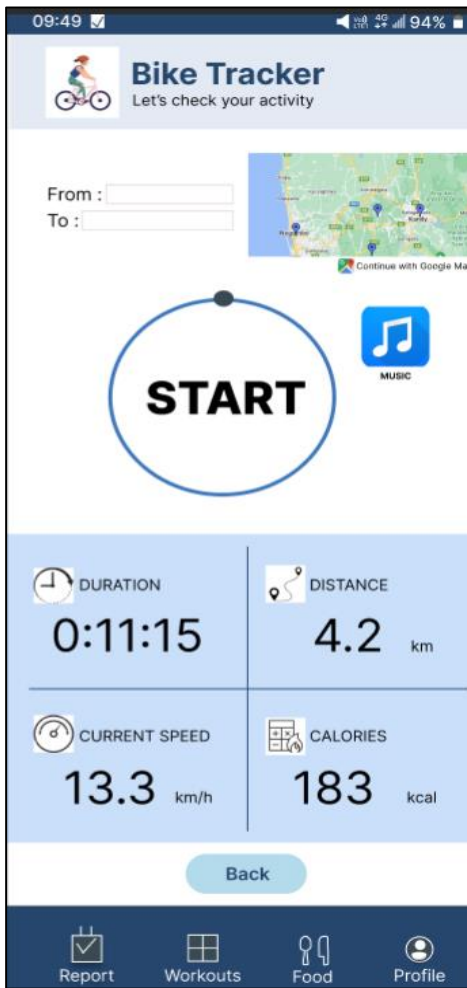 09:49 4G 94%
Bike Tracker
Let's check your activity
From :
To :
Kandy
Continue with Google Ma
START
MUSIC
DURATION
DISTANCE
0:11:15
4.2 km
CURRENT SPEED
CALORIES
13.3 km/h
183 kcal
Back
Report Workouts Food Profile